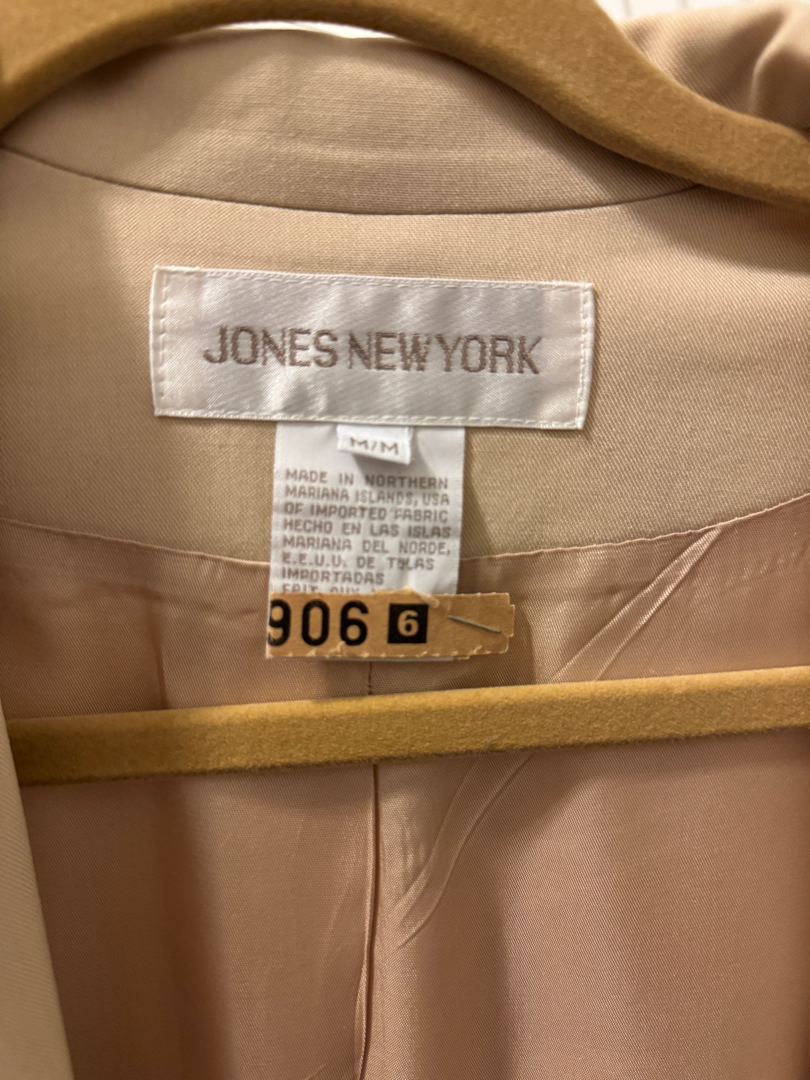 JONES NEW YORK
M/M
MADE IN NORTHERN
MARIANA ISLANDS, USA
OF IMPORTED FABRIC
HECHO EN LAS ISLAS
MARIANA DEL NORDE,
E.E.U.U. DE TELAS
IMPORTADAS
906 6